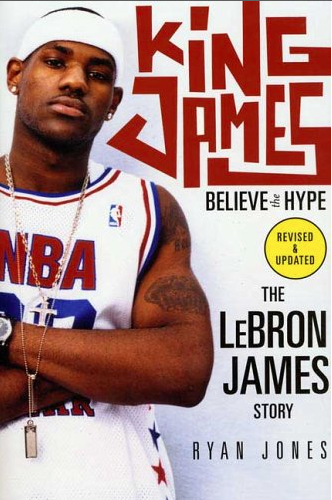 KING
JAMES
BELIEVE the HYPE
REVISED
&
UPDATED
THE
LeBRON
JAMES
STORY
RYAN JONES
NBA